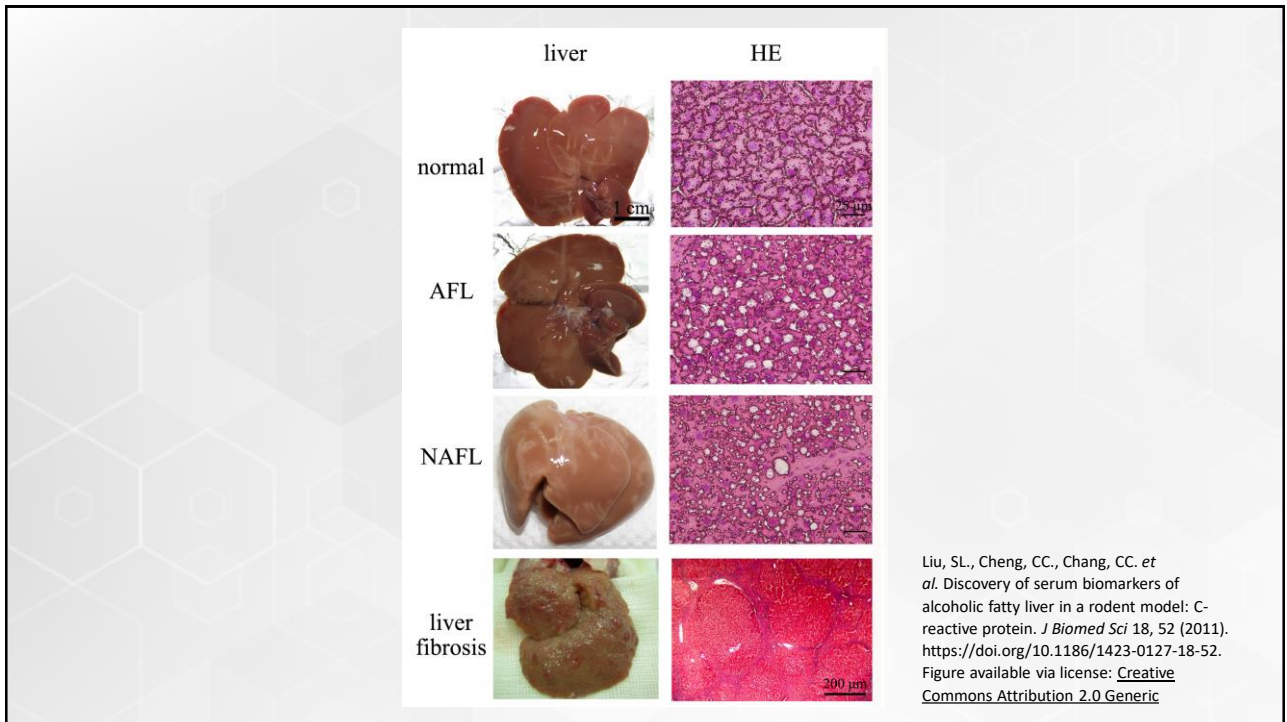 liver HE
normal
1 cm
25 μm
AFL
NAFL
liver
fibrosis
200 μm
Liu, SL., Cheng, CC., Chang, CC. et
al. Discovery of serum biomarkers of
alcoholic fatty liver in a rodent model: C-
reactive protein. J Biomed Sci 18, 52 (2011).
https://doi.org/10.1186/1423-0127-18-52.
Figure available via license: Creative
Commons Attribution 2.0 Generic